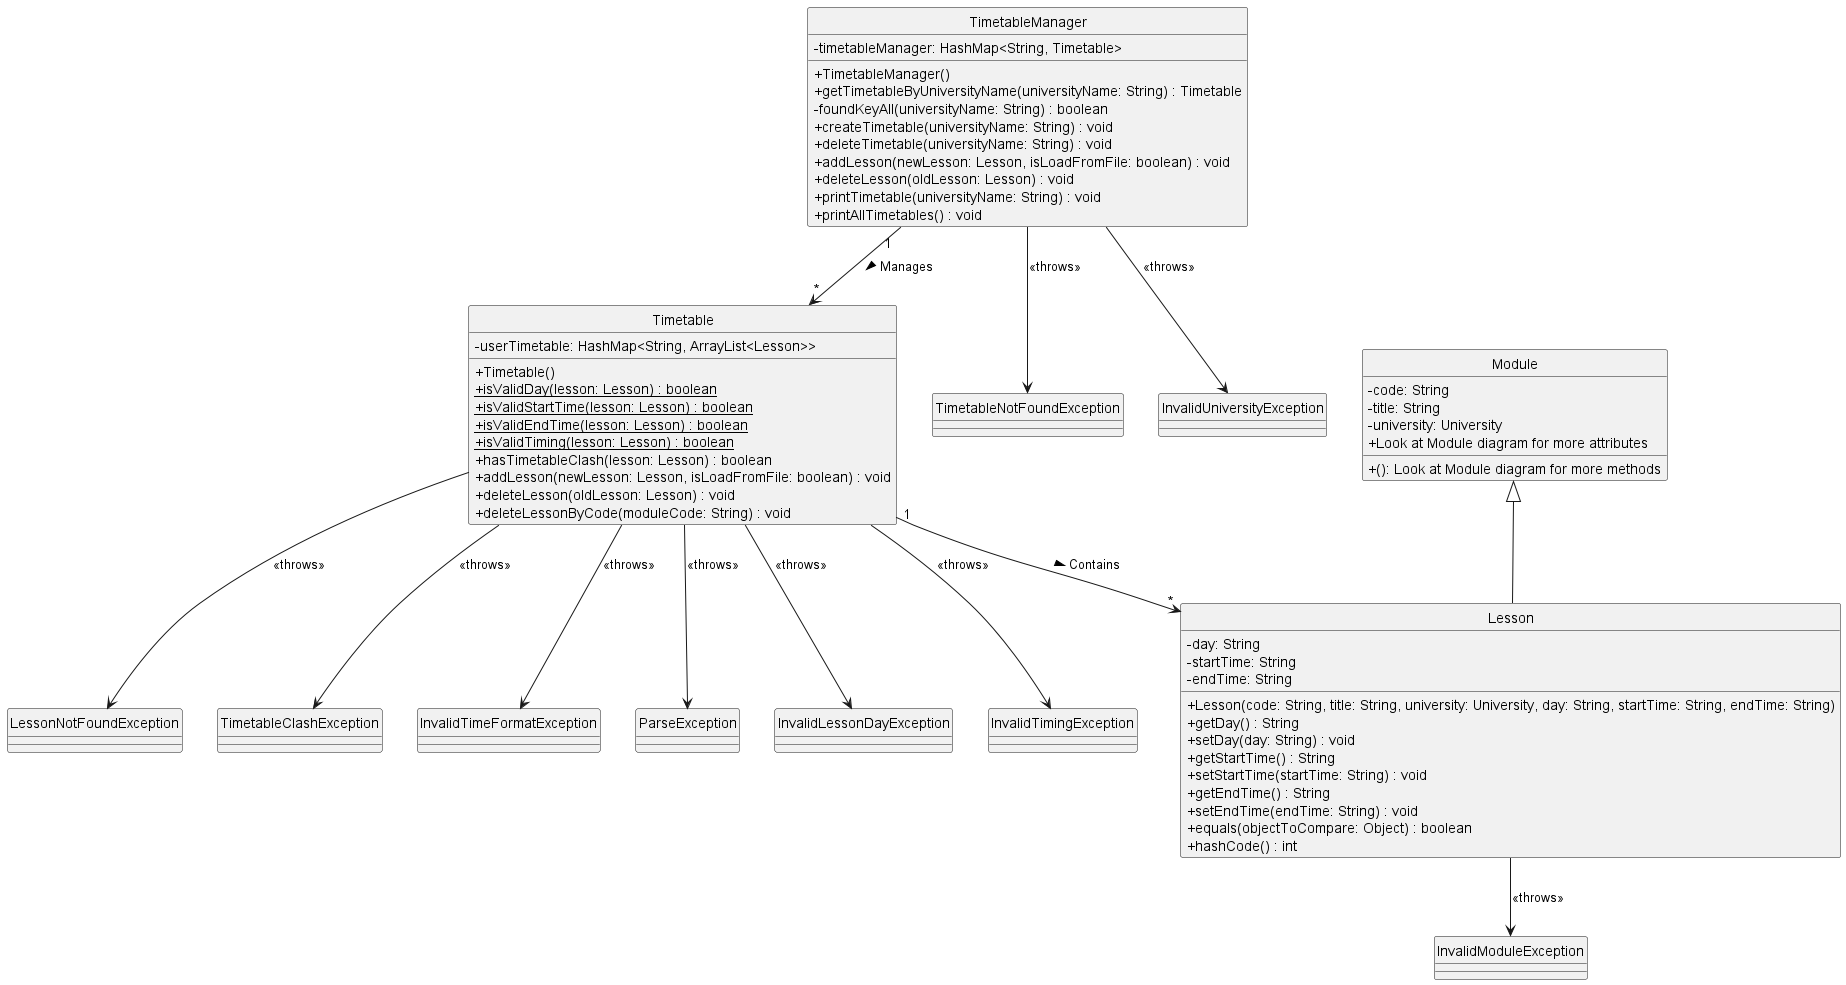 TimetableManager
-timetableManager: HashMap<String, Timetable>
+TimetableManager()
+getTimetableByUniversityName(universityName: String) : Timetable
-foundKeyAll(universityName: String) : boolean
+createTimetable(universityName: String) : void
+deleteTimetable(universityName: String) : void
+addLesson(newLesson: Lesson, isLoadFromFile: boolean) : void
+deleteLesson(oldLesson: Lesson) : void
+printTimetable(universityName: String) : void
+printAllTimetables() : void
1
Manages
*
«throws»
«throws»
Timetable
-userTimetable: HashMap<String, ArrayList<Lesson>>
+Timetable()
+isValidDay(lesson: Lesson) : boolean
+isValidStartTime(lesson: Lesson) : boolean
+isValidEndTime(lesson: Lesson) : boolean
+isValidTiming(lesson: Lesson) : boolean
+hasTimetableClash(lesson: Lesson) : boolean
+addLesson(newLesson: Lesson, isLoadFromFile: boolean) : void
+deleteLesson(oldLesson: Lesson) : void
+deleteLessonByCode(moduleCode: String) : void
TimetableNotFoundException
InvalidUniversityException
Module
-code: String
-title: String
-university: University
+Look at Module diagram for more attributes
+(): Look at Module diagram for more methods
«throws»
«throws»
«throws»
«throws»
«throws»
«throws»
1
Contains
*
LessonNotFoundException
TimetableClashException
InvalidTimeFormatException
ParseException
InvalidLessonDayException
InvalidTimingException
Lesson
-day: String
-startTime: String
-endTime: String
+Lesson(code: String, title: String, university: University, day: String, startTime: String, endTime: String)
+getDay() : String
+setDay(day: String) : void
+getStartTime() : String
+setStartTime(startTime: String) : void
+getEndTime() : String
+setEndTime(endTime: String) : void
+equals(objectToCompare: Object) : boolean
+hashCode() : int
«throws»
InvalidModuleException